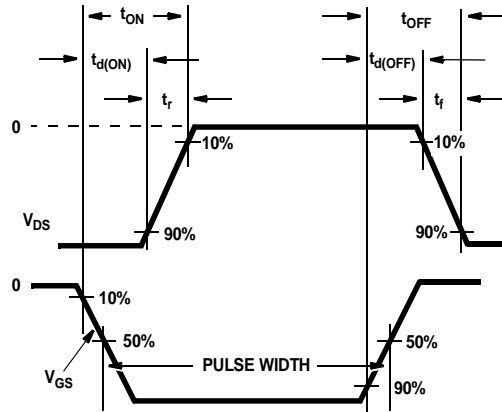 tON
tOFF
td(ON)
td(OFF)
tr
tf
0
10%
10%
VDS
90%
90%
0
10%
50%
50%
VGS
PULSE WIDTH
90%